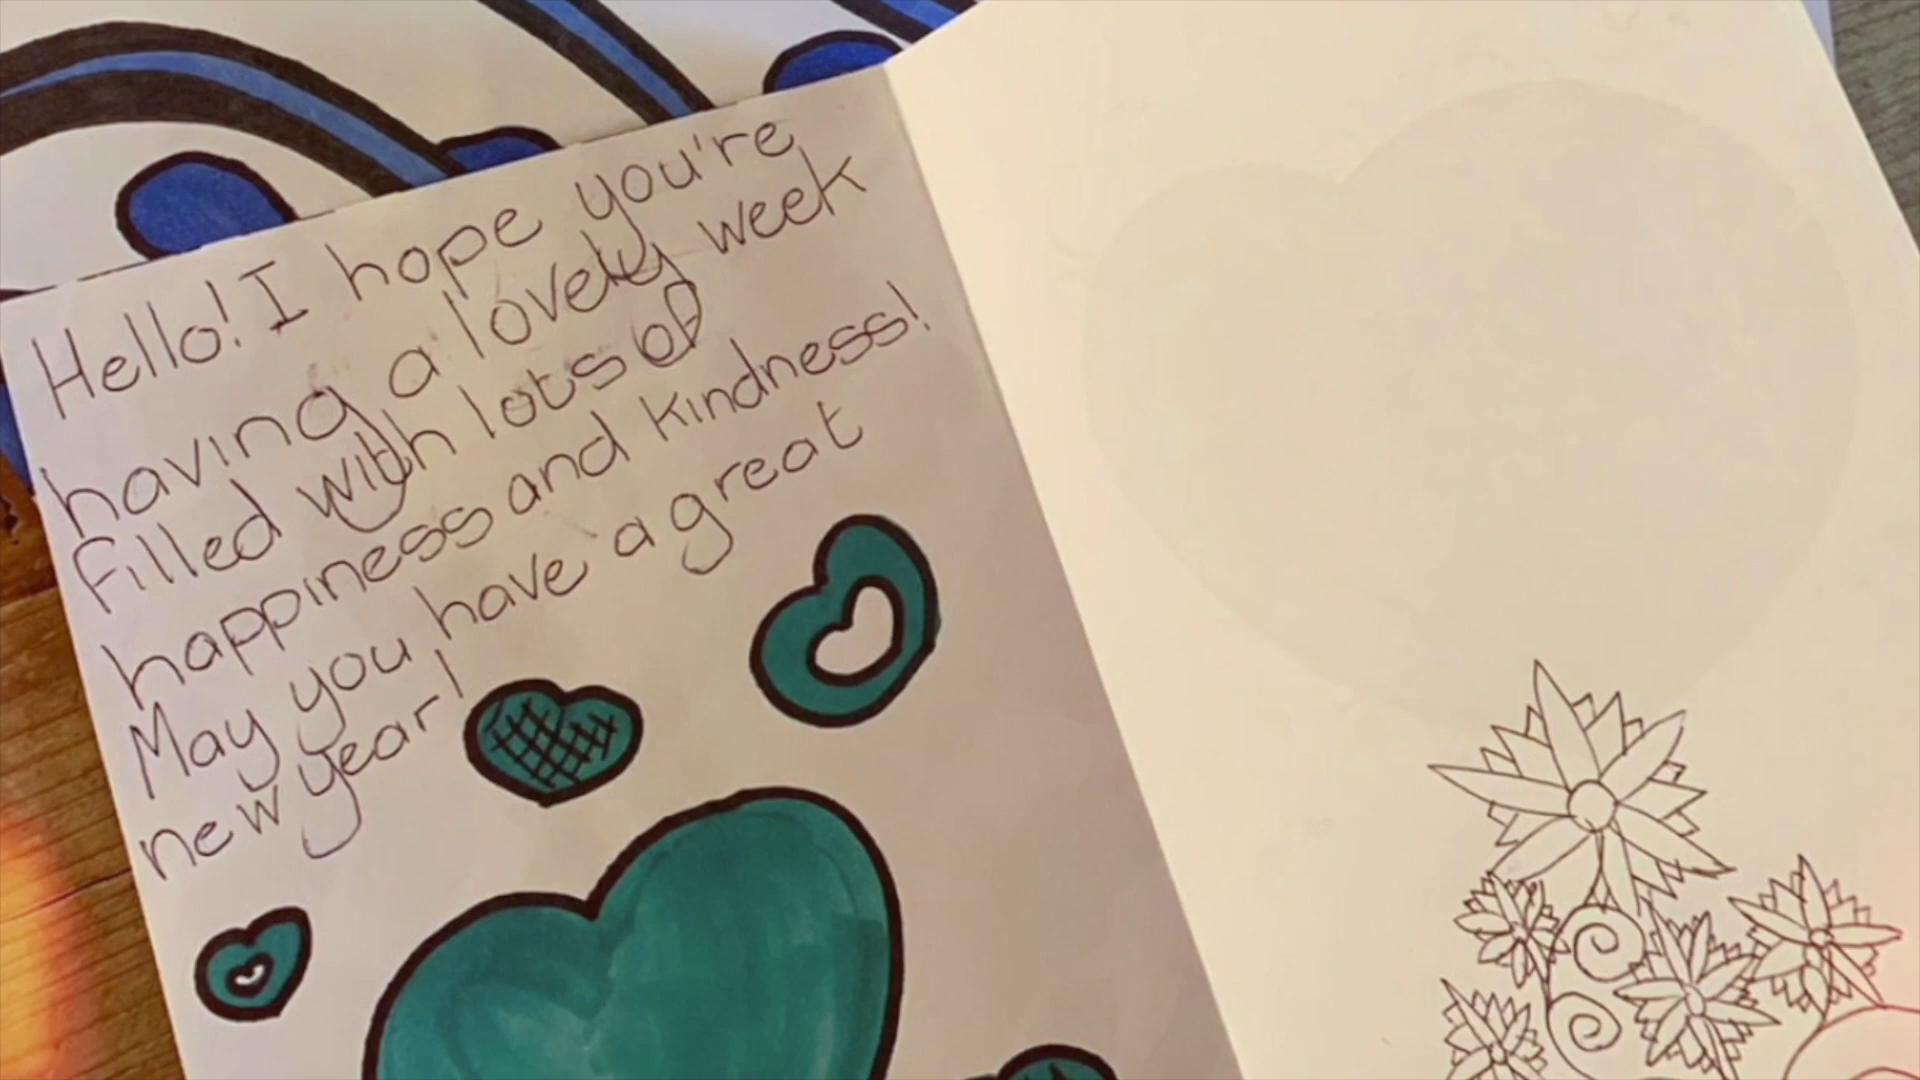 Hello! I hope you're
having a lovely week
filled with lots of
happiness and kindness!
May you have a great
new year!